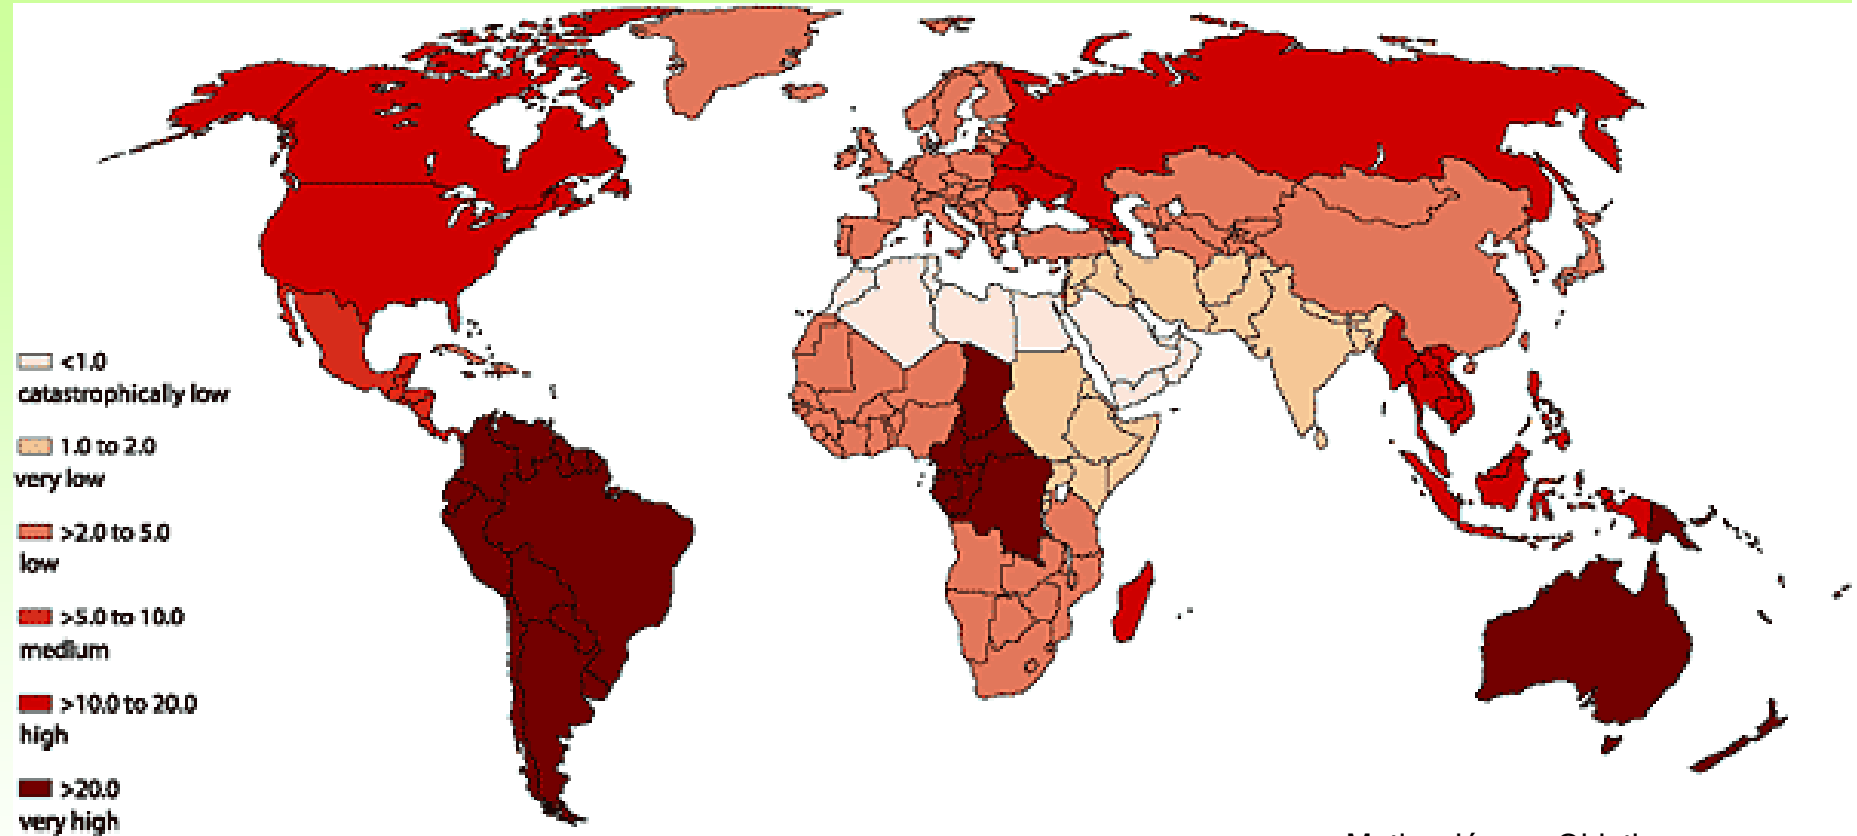 <1.0
catastrophically low
1.0 to 2.0
very low
>2.0 to 5.0
low
>5.0 to 10.0
medium
>10.0 to 20.0
high
>20.0
very high